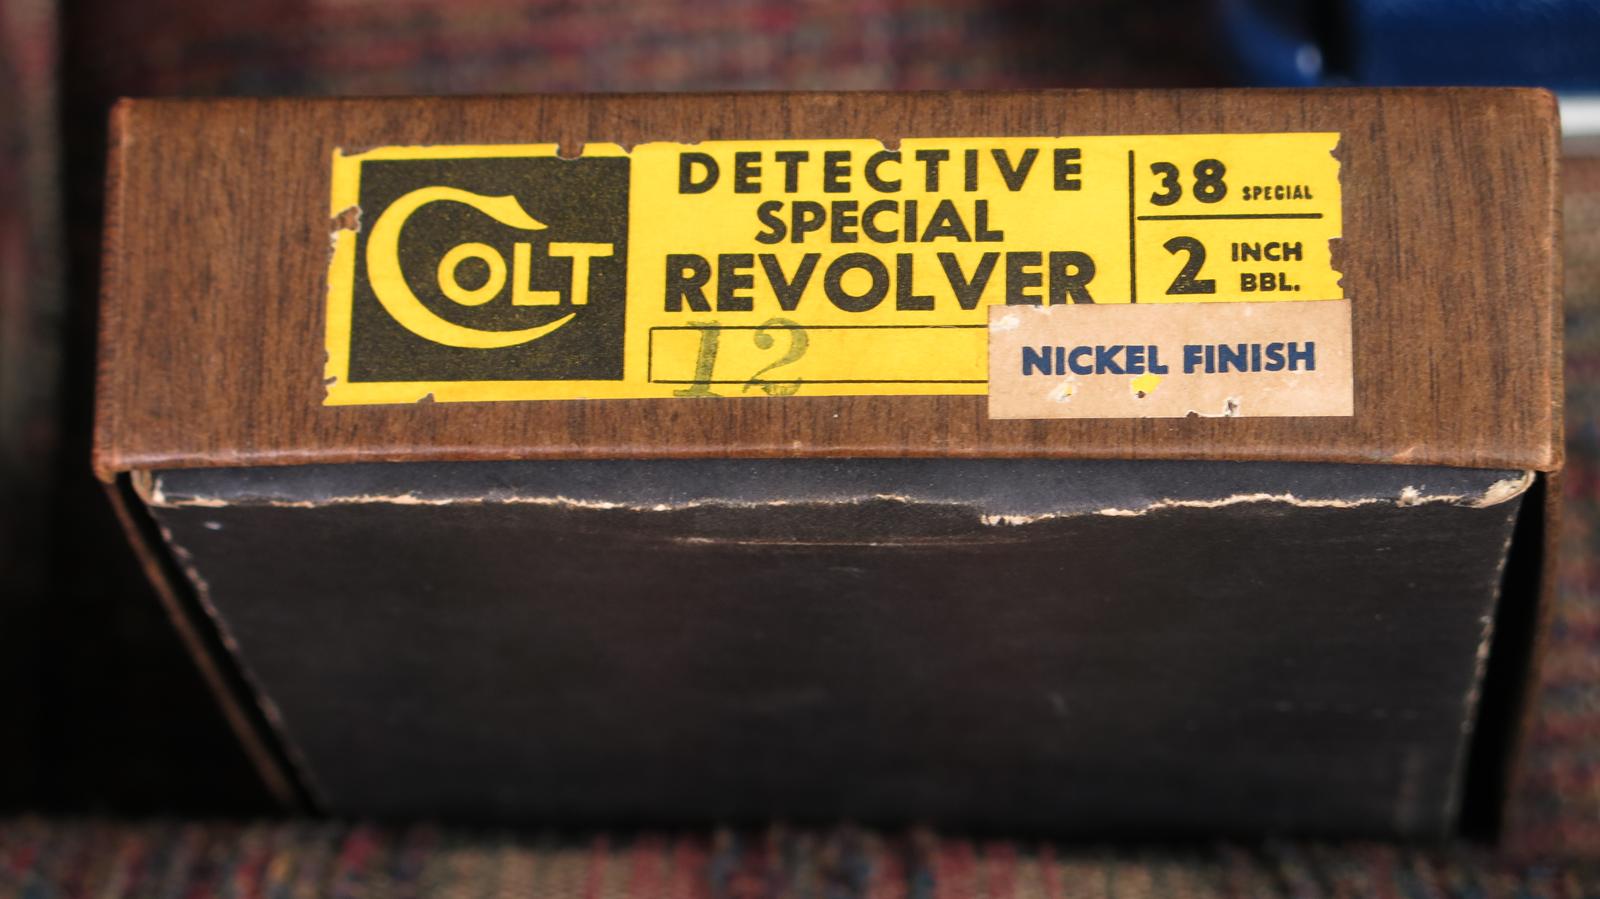 COLT
DETECTIVE
SPECIAL
REVOLVER
38 SPECIAL
2 INCH
BBL.
12
NICKEL FINISH